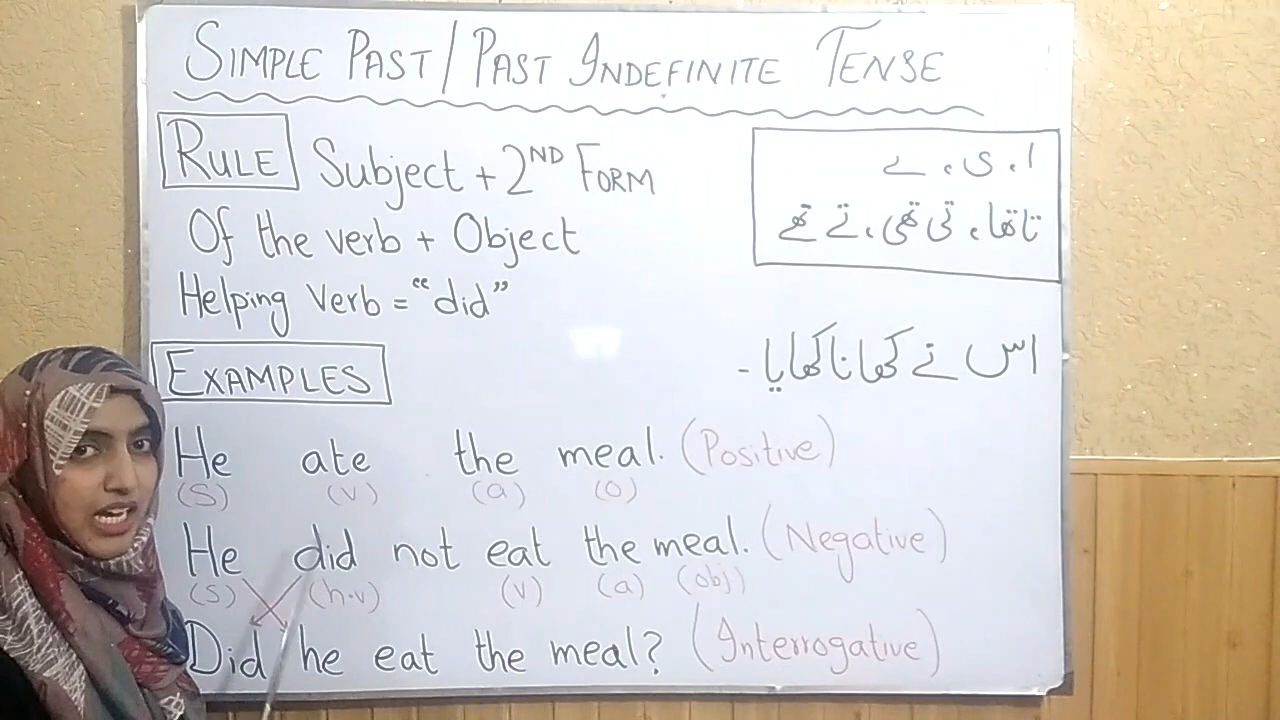 SIMPLE PAST / PAST INDEFINITE TENSE
RULE Subject + 2ND FORM
Of the verb + Object
Helping Verb = "did"
ا ، ی ، ے
تا تھا ، تی تھی ، تے تھے
اس نے کھانا کھایا -
EXAMPLES
He ate the meal. (Positive)
(S) (V) (a) (O)
He did not eat the meal. (Negative)
(S) (h.v) (V) (a) (obj)
Did he eat the meal? (Interrogative)